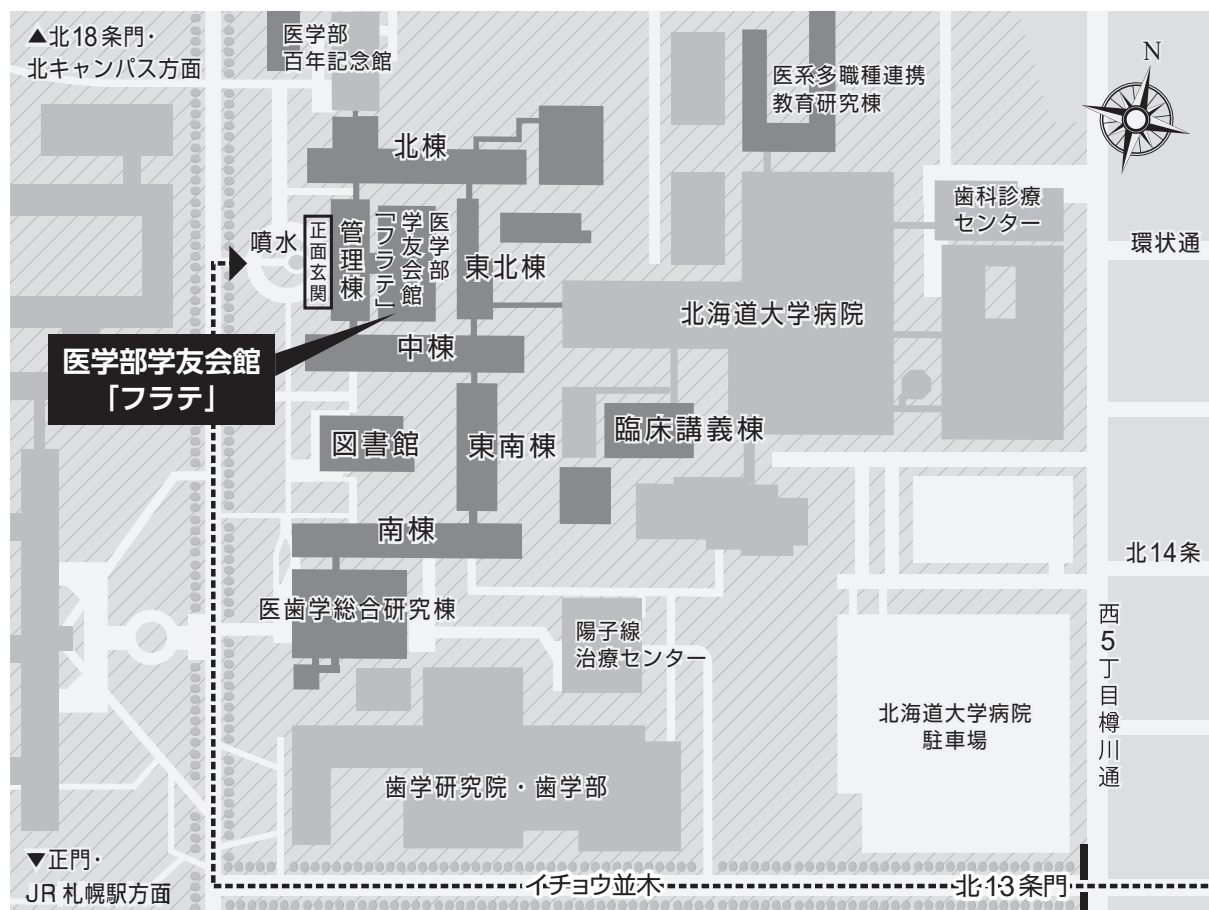 ▲北18条門・
北キャンパス方面
医学部
百年記念館
医系多職種連携
教育研究棟
N
北棟
歯科診療
センター
噴水
正面玄関
管理棟
医学部
学友会館
「フラテ」
東北棟
環状通
北海道大学病院
医学部学友会館
「フラテ」
中棟
図書館
東南棟
臨床講義棟
南棟
北14条
医歯学総合研究棟
陽子線
治療センター
西5丁目樽川通
北海道大学病院
駐車場
歯学研究院・歯学部
▼正門・
JR札幌駅方面
イチョウ並木
北13条門